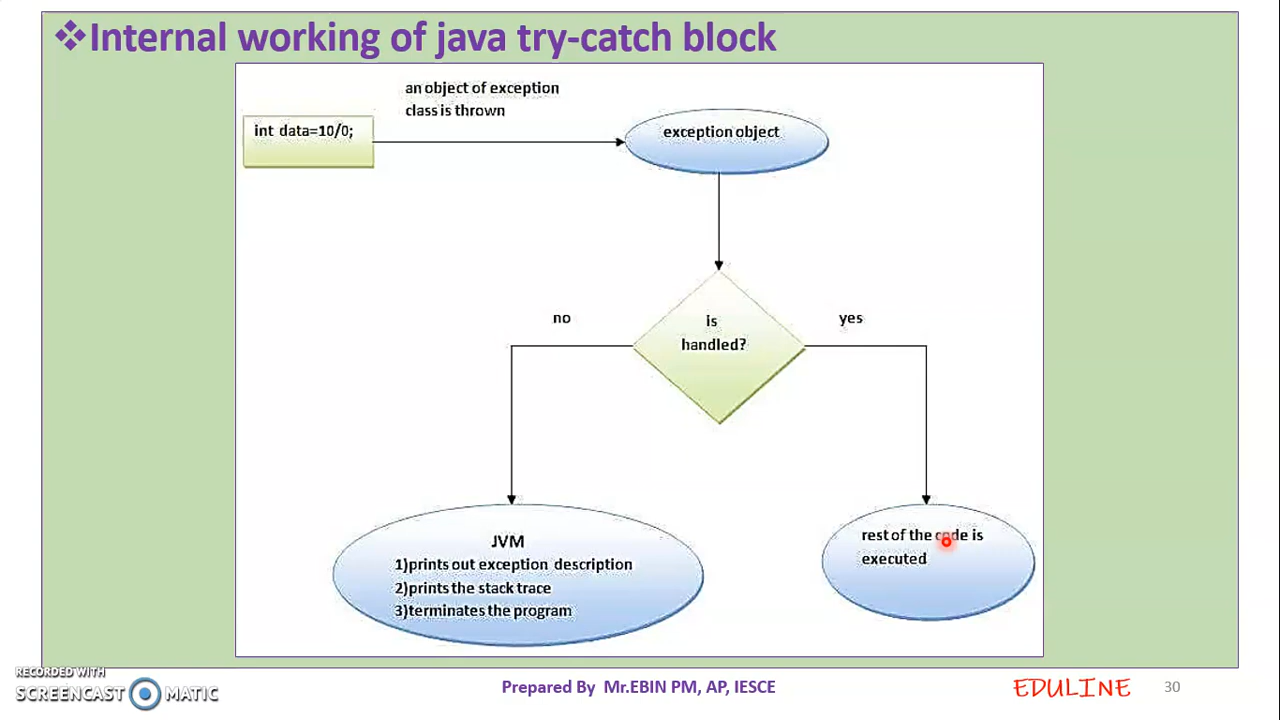 ❖Internal working of java try-catch block
an object of exception
class is thrown
int data=10/0;
exception object
is
handled?
no
yes
JVM
1)prints out exception description
2)prints the stack trace
3)terminates the program
rest of the code is
executed
RECORDED WITH
SCREENCAST MATIC
Prepared By Mr.EBIN PM, AP, IESCE
EDULINE
30